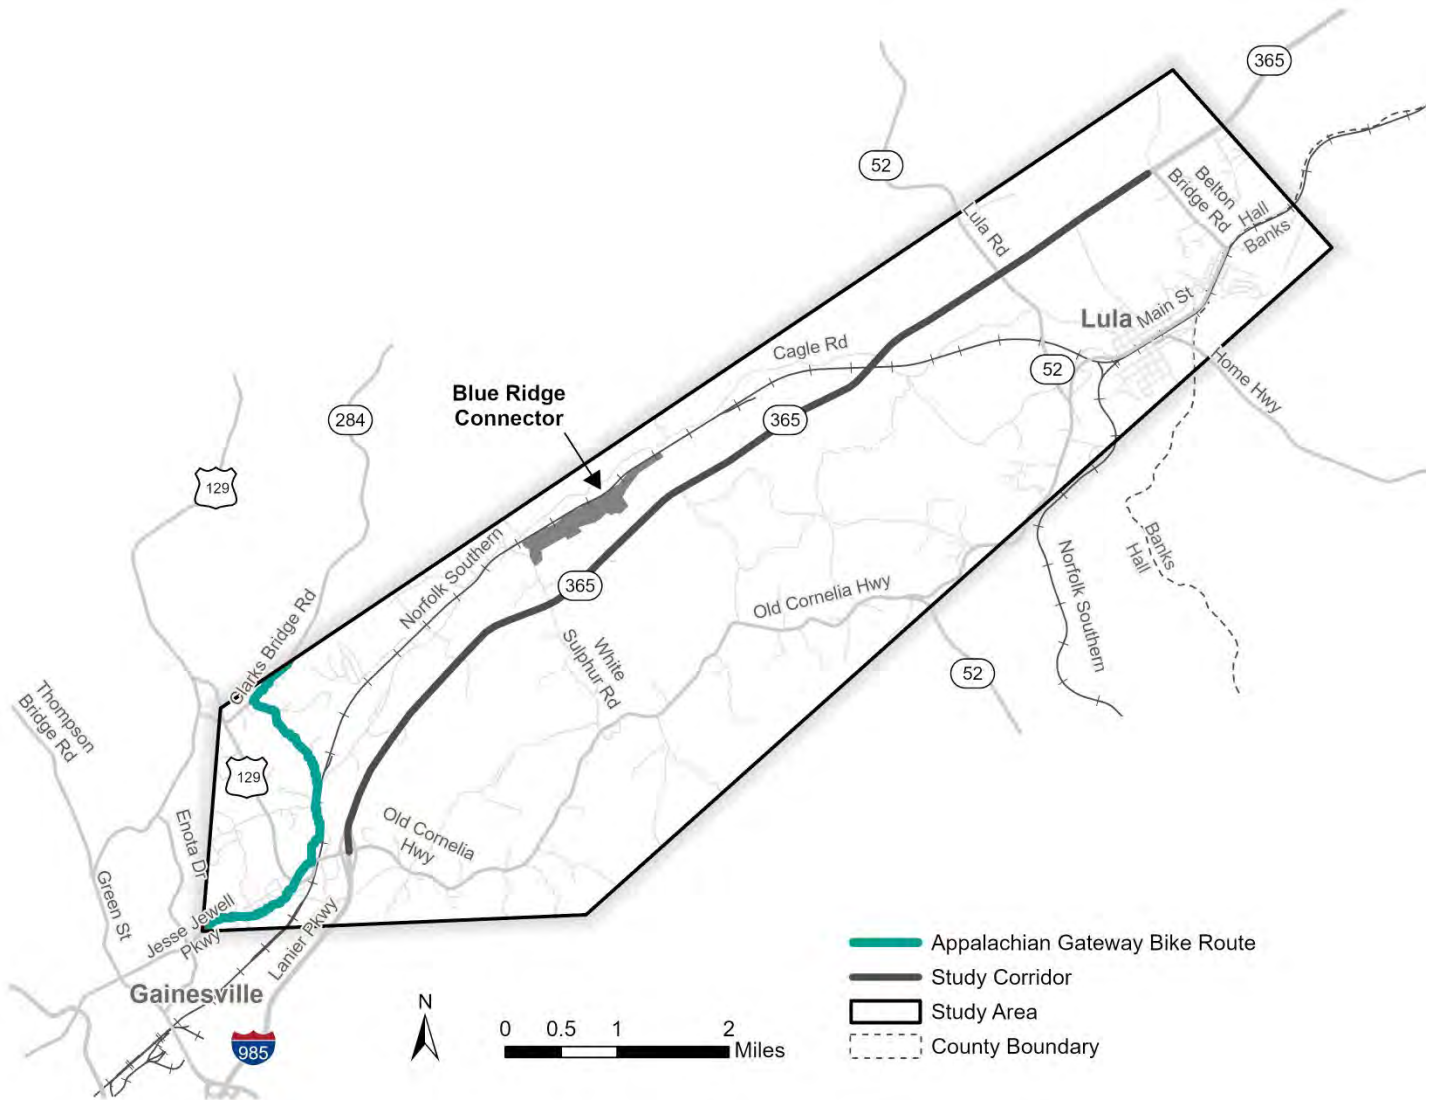 365
52
Belton
Bridge Rd
Hall
Banks
Lula Rd
Main St
Lula
Cagle Rd
52
Home Hwy
284
Blue Ridge
Connector
365
129
Norfolk Southern
Banks
Hall
365
Old Cornelia Hwy
Norfolk Southern
Clarks Bridge Rd
White
Sulphur Rd
52
Thompson
Bridge Rd
129
Enota Dr
Old Cornelia
Hwy
Green St
Jesse Jewell
Pkwy
Lanier Pkwy
Gainesville
985
N
0 0.5 1 2
Miles
Appalachian Gateway Bike Route
Study Corridor
Study Area
County Boundary